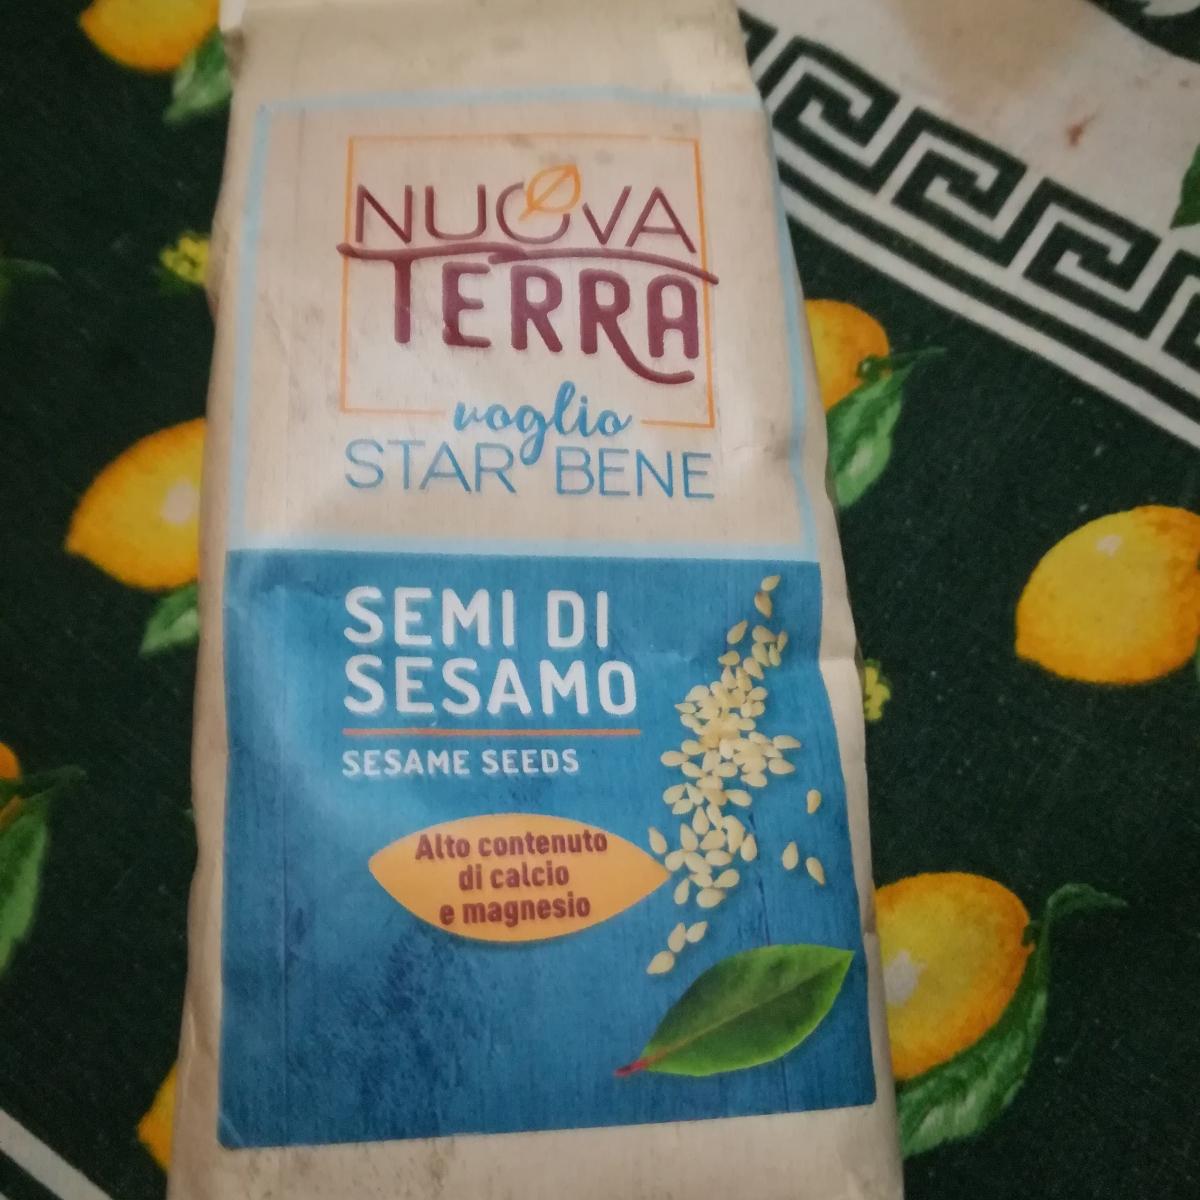 NUOVA
TERRA
voglio
STAR BENE
SEMI DI
SESAMO
SESAME SEEDS
Alto contenuto
di calcio
e magnesio